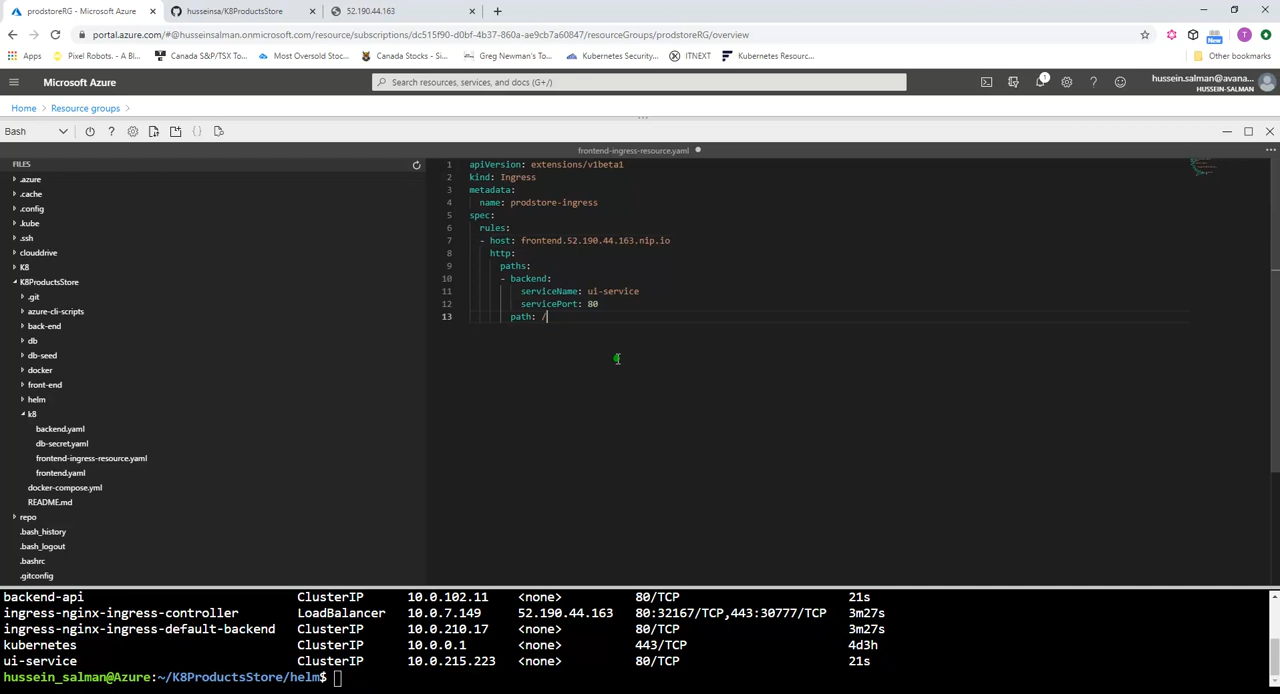 prodstoreRG - Microsoft Azure
husseinsa/K8ProductsStore
52.190.44.163
portal.azure.com/#@husseinsalman.onmicrosoft.com/resource/subscriptions/dc515f90-d0bf-4b37-860a-ae9cb7a60847/resourceGroups/prodstoreRG/overview
New
T
Apps
Pixel Robots. - A Bl...
Canada S&P/TSX To...
Most Oversold Stoc...
Canada Stocks - Si...
Greg Newman's To...
Kubernetes Security...
ITNEXT
Kubernetes Resourc...
Other bookmarks
Microsoft Azure
Search resources, services, and docs (G+/)
1
hussein.salman@avana...
HUSSEIN-SALMAN
Home
Resource groups
Bash
frontend-ingress-resource.yaml
FILES
.azure
.cache
.config
.kube
.ssh
clouddrive
K8
K8ProductsStore
.git
azure-cli-scripts
back-end
db
db-seed
docker
front-end
helm
k8
backend.yaml
db-secret.yaml
frontend-ingress-resource.yaml
frontend.yaml
docker-compose.yml
README.md
repo
.bash_history
.bash_logout
.bashrc
.gitconfig
1 apiVersion: extensions/v1beta1
2 kind: Ingress
3 metadata:
4 name: prodstore-ingress
5 spec:
6 rules:
7 - host: frontend.52.190.44.163.nip.io
8 http:
9 paths:
10 - backend:
11 serviceName: ui-service
12 servicePort: 80
13 path: /
backend-api ClusterIP 10.0.102.11 <none> 80/TCP 21s
ingress-nginx-ingress-controller LoadBalancer 10.0.7.149 52.190.44.163 80:32167/TCP,443:30777/TCP 3m27s
ingress-nginx-ingress-default-backend ClusterIP 10.0.210.17 <none> 80/TCP 3m27s
kubernetes ClusterIP 10.0.0.1 <none> 443/TCP 4d3h
ui-service ClusterIP 10.0.215.223 <none> 80/TCP 21s
hussein_salman@Azure:~/K8ProductsStore/helm$